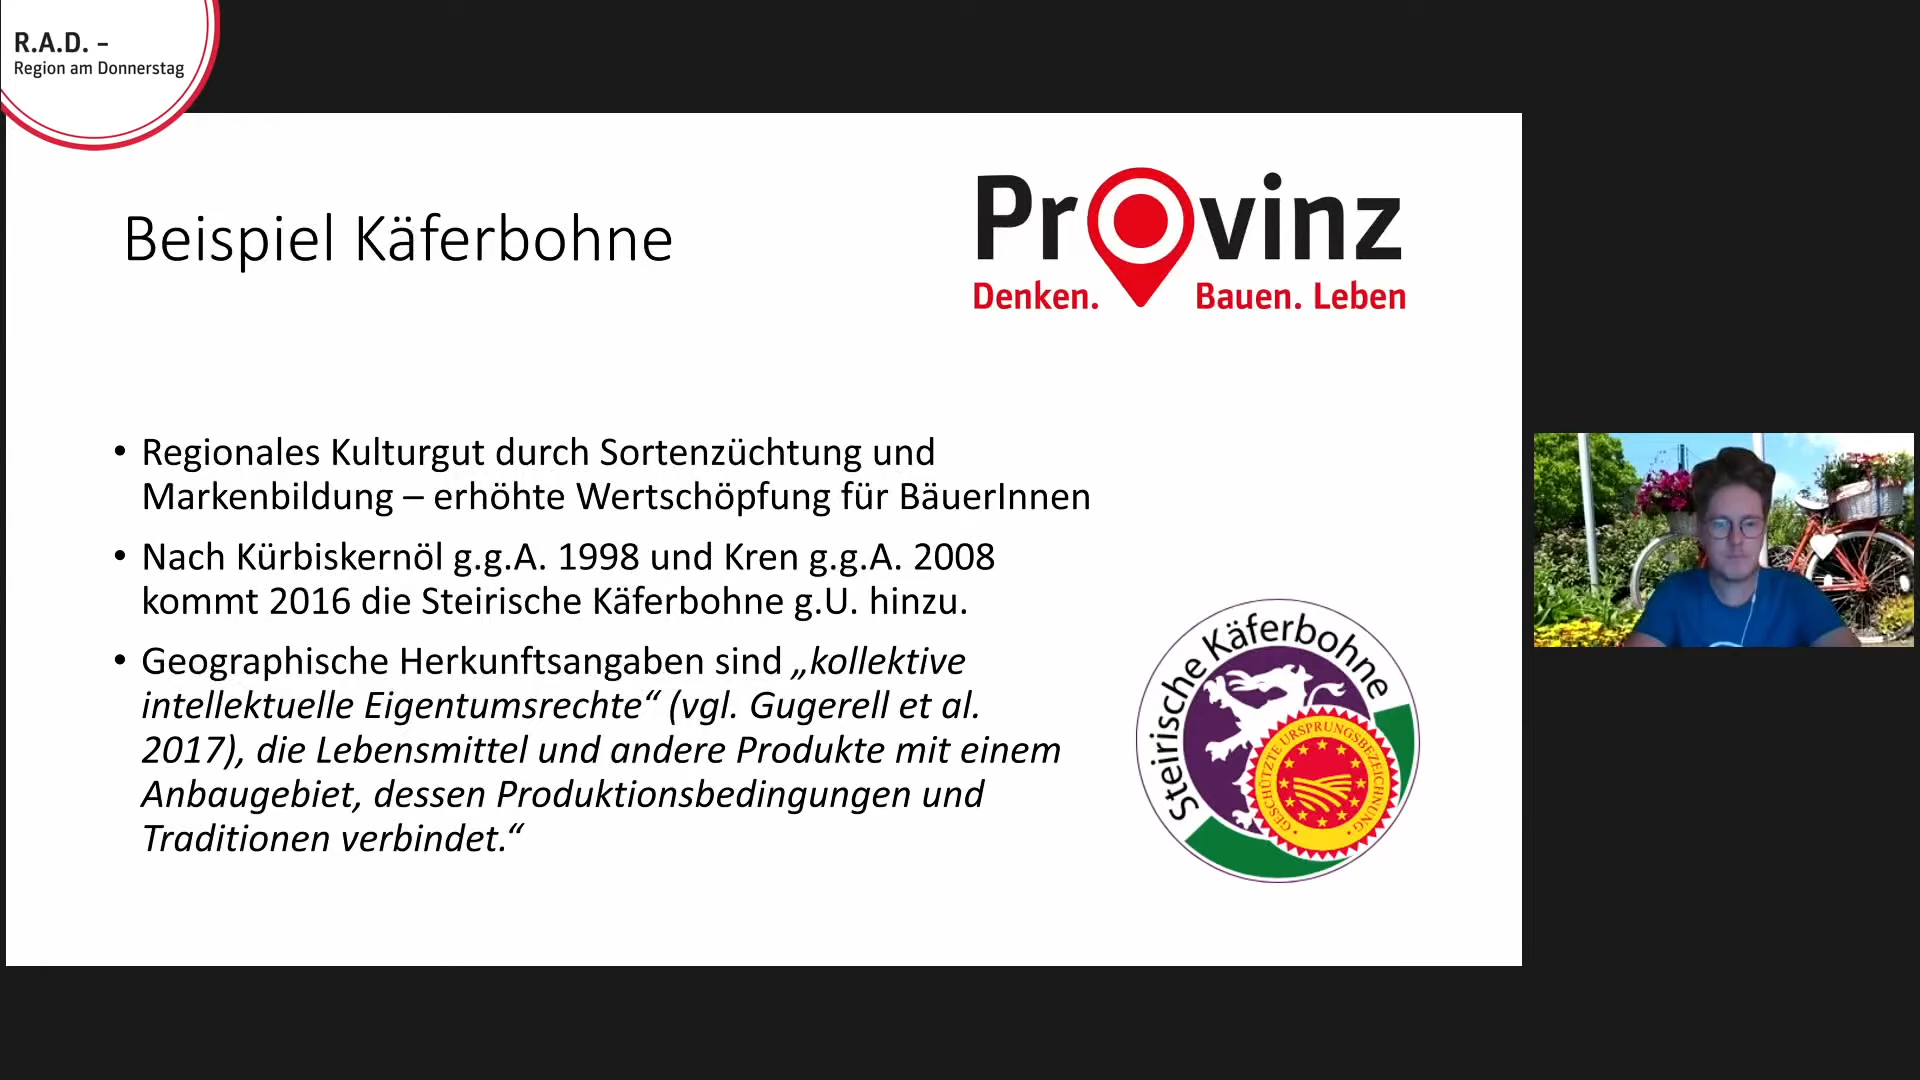 R.A.D. –
Region am Donnerstag
Beispiel Käferbohne
Provinz
Denken. Bauen. Leben
• Regionales Kulturgut durch Sortenzüchtung und
Markenbildung – erhöhte Wertschöpfung für BäuerInnen
• Nach Kürbiskernöl g.g.A. 1998 und Kren g.g.A. 2008
kommt 2016 die Steirische Käferbohne g.U. hinzu.
• Geographische Herkunftsangaben sind „kollektive
intellektuelle Eigentumsrechte“ (vgl. Gugerell et al.
2017), die Lebensmittel und andere Produkte mit einem
Anbaugebiet, dessen Produktionsbedingungen und
Traditionen verbindet.“
Steirische Käferbohne
• GESCHÜTZTE URSPRUNGSBEZEICHNUNG •